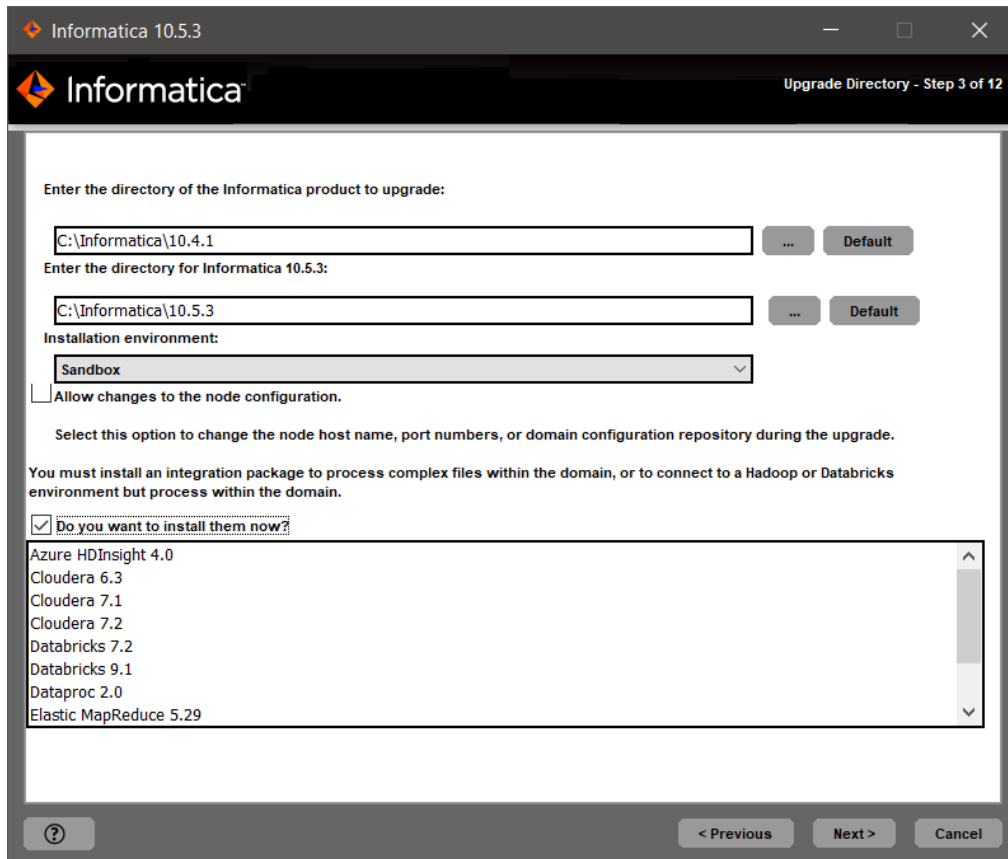 Informatica 10.5.3
Informatica
Upgrade Directory - Step 3 of 12
Enter the directory of the Informatica product to upgrade:
C:\Informatica\10.4.1
...
Default
Enter the directory for Informatica 10.5.3:
C:\Informatica\10.5.3
...
Default
Installation environment:
Sandbox
Allow changes to the node configuration.
Select this option to change the node host name, port numbers, or domain configuration repository during the upgrade.
You must install an integration package to process complex files within the domain, or to connect to a Hadoop or Databricks
environment but process within the domain.
Do you want to install them now?
Azure HDInsight 4.0
Cloudera 6.3
Cloudera 7.1
Cloudera 7.2
Databricks 7.2
Databricks 9.1
Dataproc 2.0
Elastic MapReduce 5.29
?
< Previous
Next >
Cancel